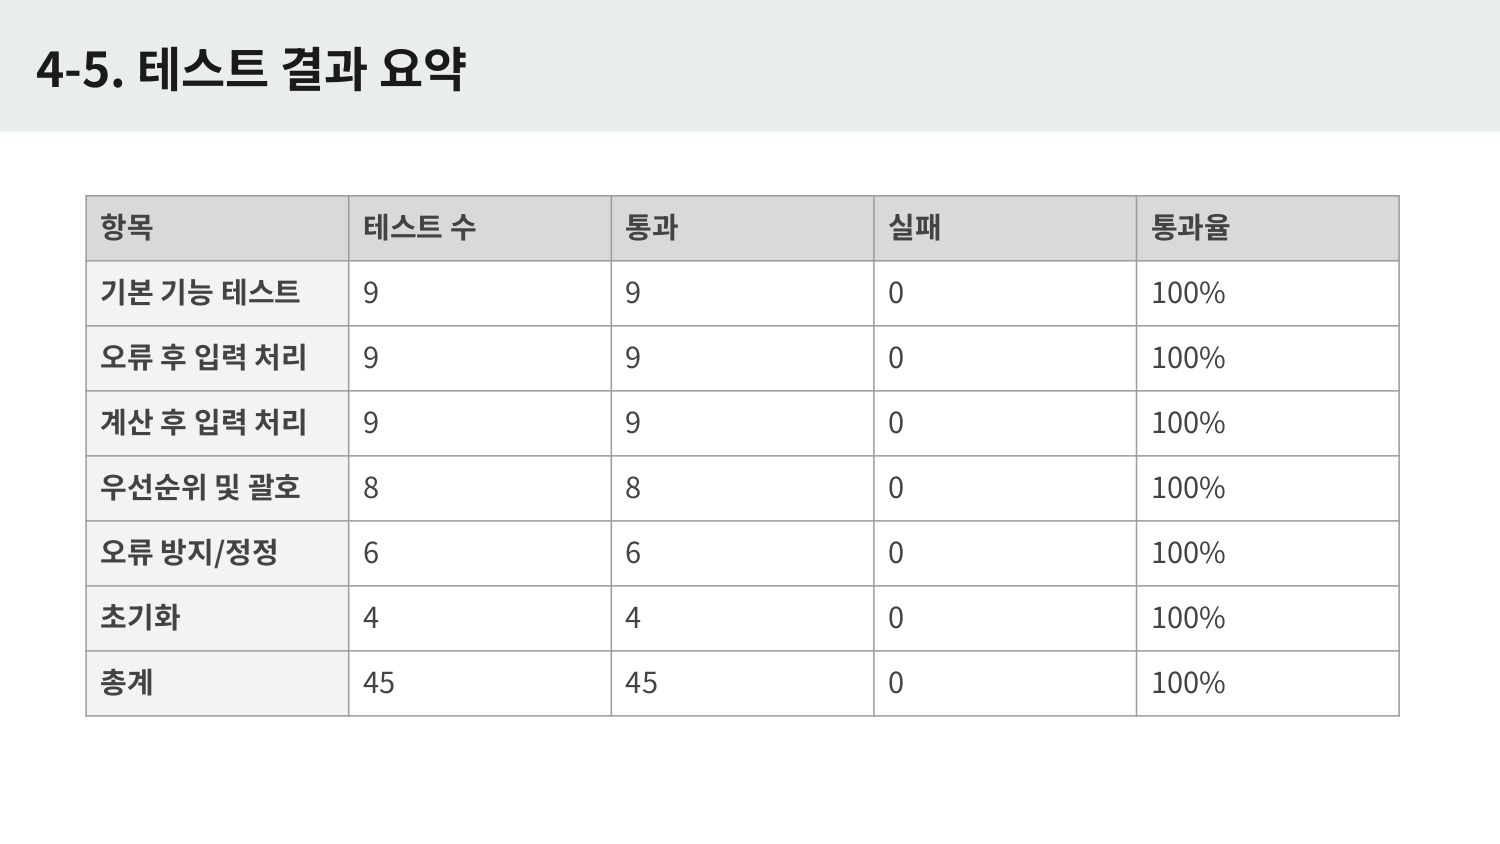 4-5. 테스트 결과 요약
항목 테스트 수 통과 실패 통과율
기본 기능 테스트 9 9 0 100%
오류 후 입력 처리 9 9 0 100%
계산 후 입력 처리 9 9 0 100%
우선순위 및 괄호 8 8 0 100%
오류 방지/정정 6 6 0 100%
초기화 4 4 0 100%
총계 45 45 0 100%